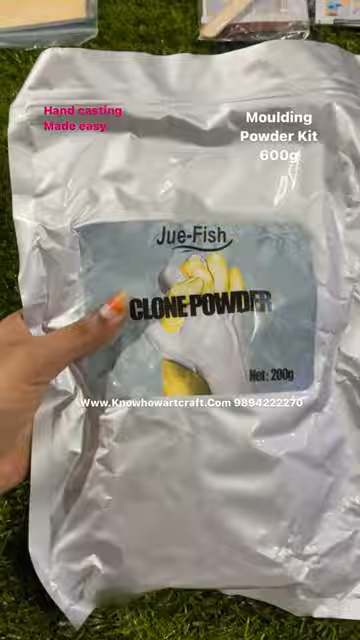 Hand casting
Made easy
Moulding
Powder Kit
600g
Jue-Fish
CLONE POWDER
Net: 200g
Www.Knowhowartcraft.Com 9894222270